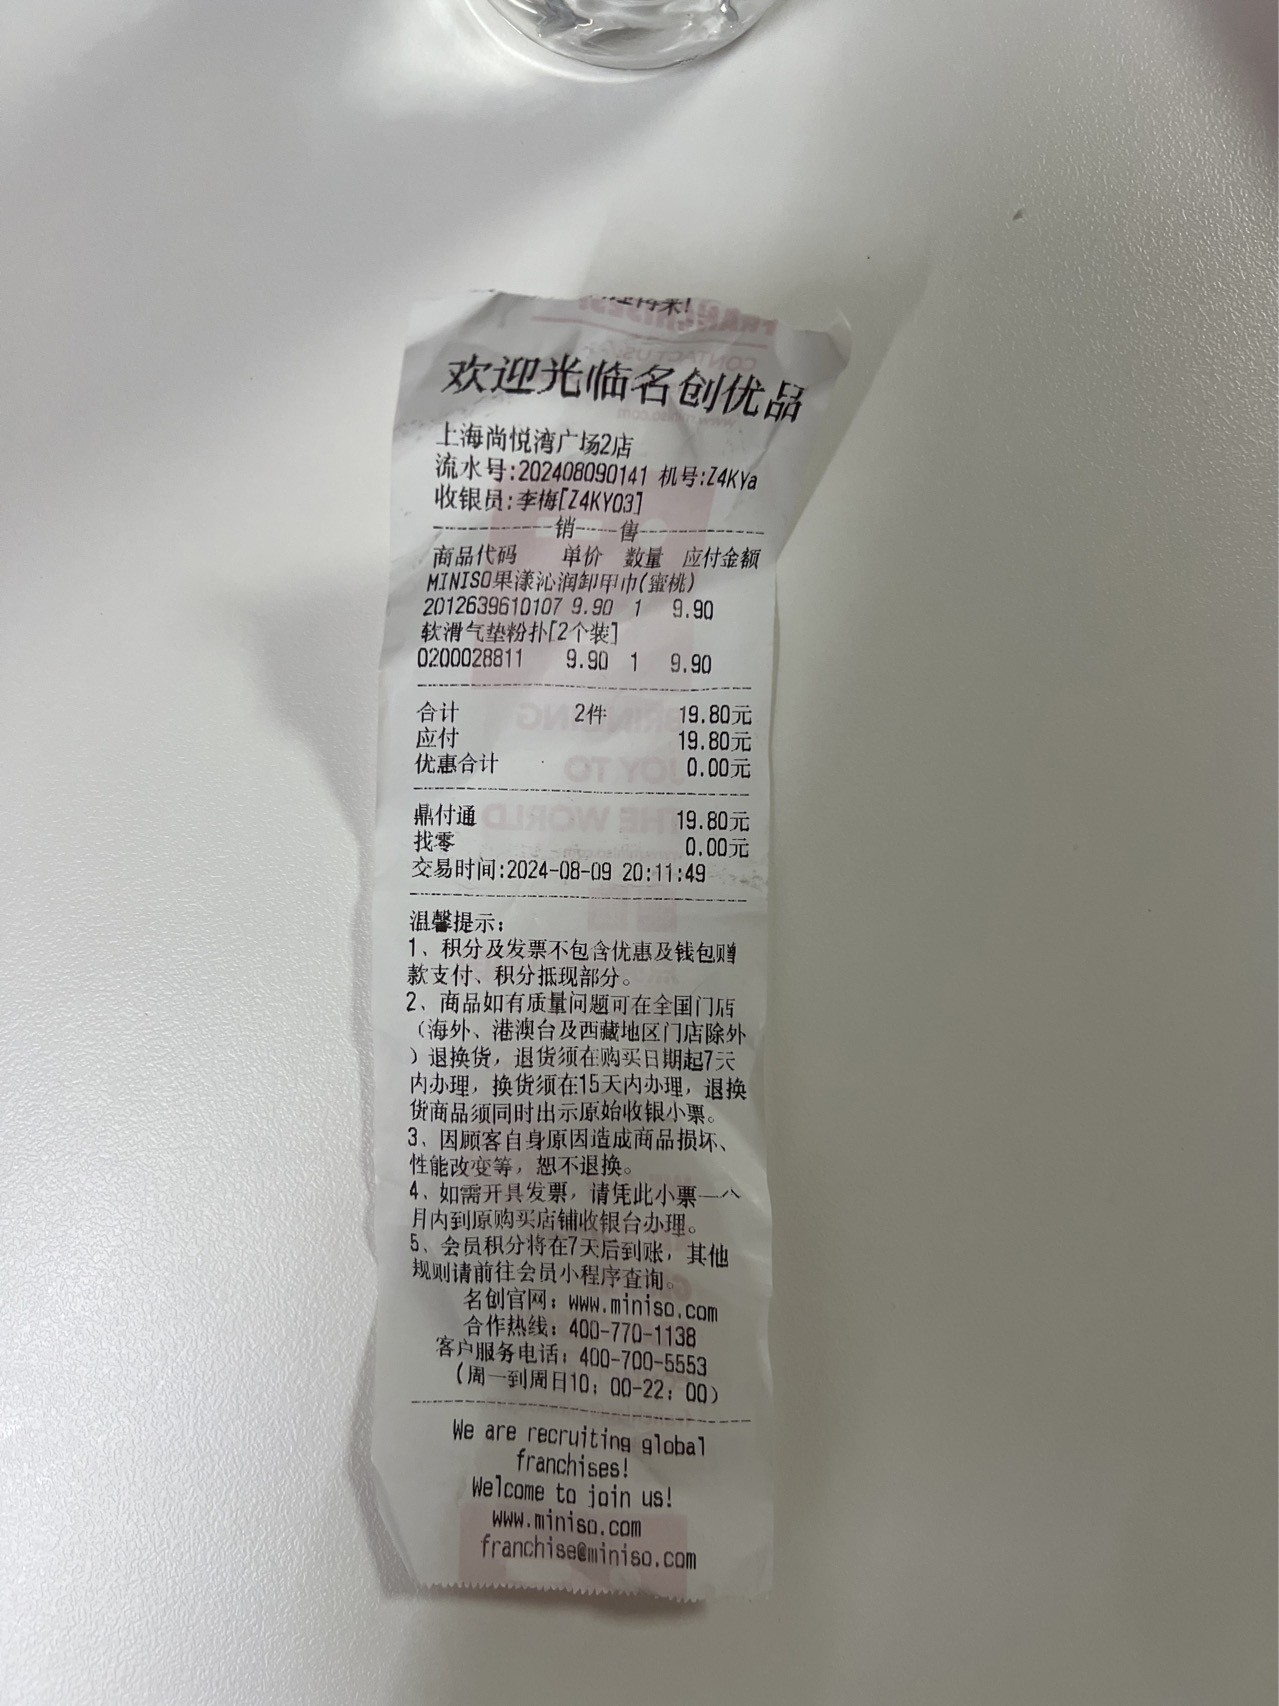 欢迎光临名创优品
上海尚悦湾广场2店
流水号:202408090141 机号:Z4KYa
收银员:李梅[Z4KY03]
销 售
商品代码 单价 数量 应付金额
MINISO果漾沁润卸甲巾(蜜桃)
2012639610107 9.90 1 9.90
软滑气垫粉扑[2个装]
0200028811 9.90 1 9.90
合计 2件 19.80元
应付 19.80元
优惠合计 0.00元
鼎付通 19.80元
找零 0.00元
交易时间:2024-08-09 20:11:49
温馨提示:
1、积分及发票不包含优惠及钱包赠
款支付、积分抵现部分。
2、商品如有质量问题可在全国门店
（海外、港澳台及西藏地区门店除外
）退换货，退货须在购买日期起7天
内办理，换货须在15天内办理，退换
货商品须同时出示原始收银小票。
3、因顾客自身原因造成商品损坏、
性能改变等，恕不退换。
4、如需开具发票，请凭此小票一个
月内到原购买店铺收银台办理。
5、会员积分将在7天后到账，其他
规则请前往会员小程序查询。
名创官网：www.miniso.com
合作热线：400-770-1138
客户服务电话：400-700-5553
（周一到周日10：00-22：00）
We are recruiting global
franchises!
Welcome to join us!
www.miniso.com
franchise@miniso.com